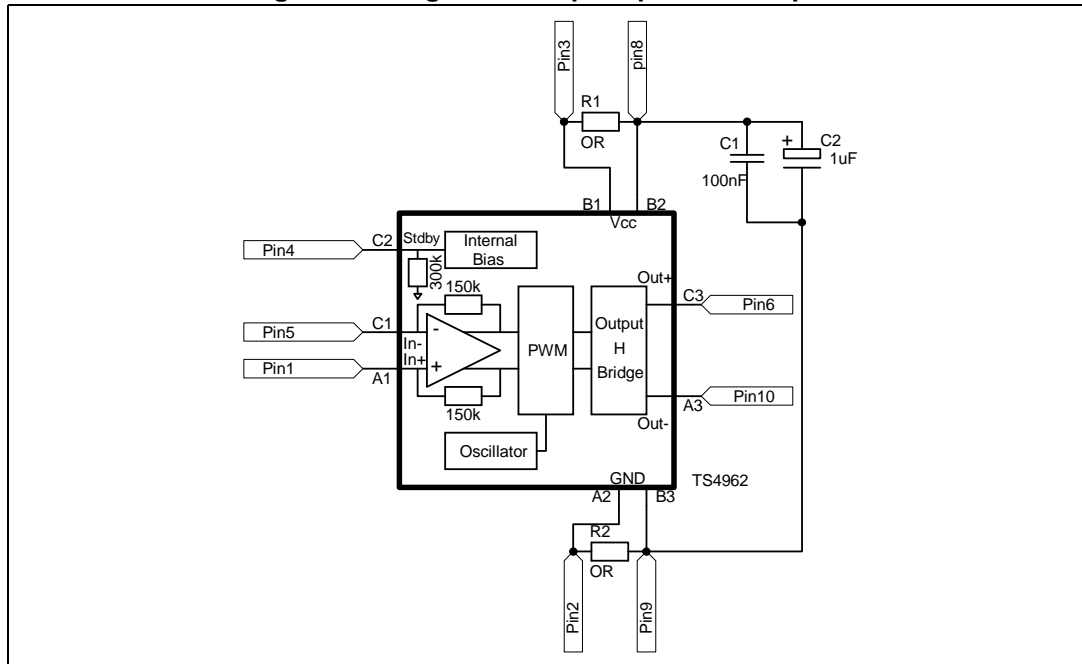 Pin3
pin8
R1
OR
C1
100nF
+
C2
1uF
B1
Vcc
B2
Pin4
C2
Stdby
300k
Internal
Bias
150k
Out+
C3
Pin6
Pin5
C1
In-
-
Pin1
A1
In+
+
PWM
Output
H
Bridge
A3
Pin10
150k
Out-
Oscillator
GND
TS4962
A2
B3
R2
OR
Pin2
Pin9